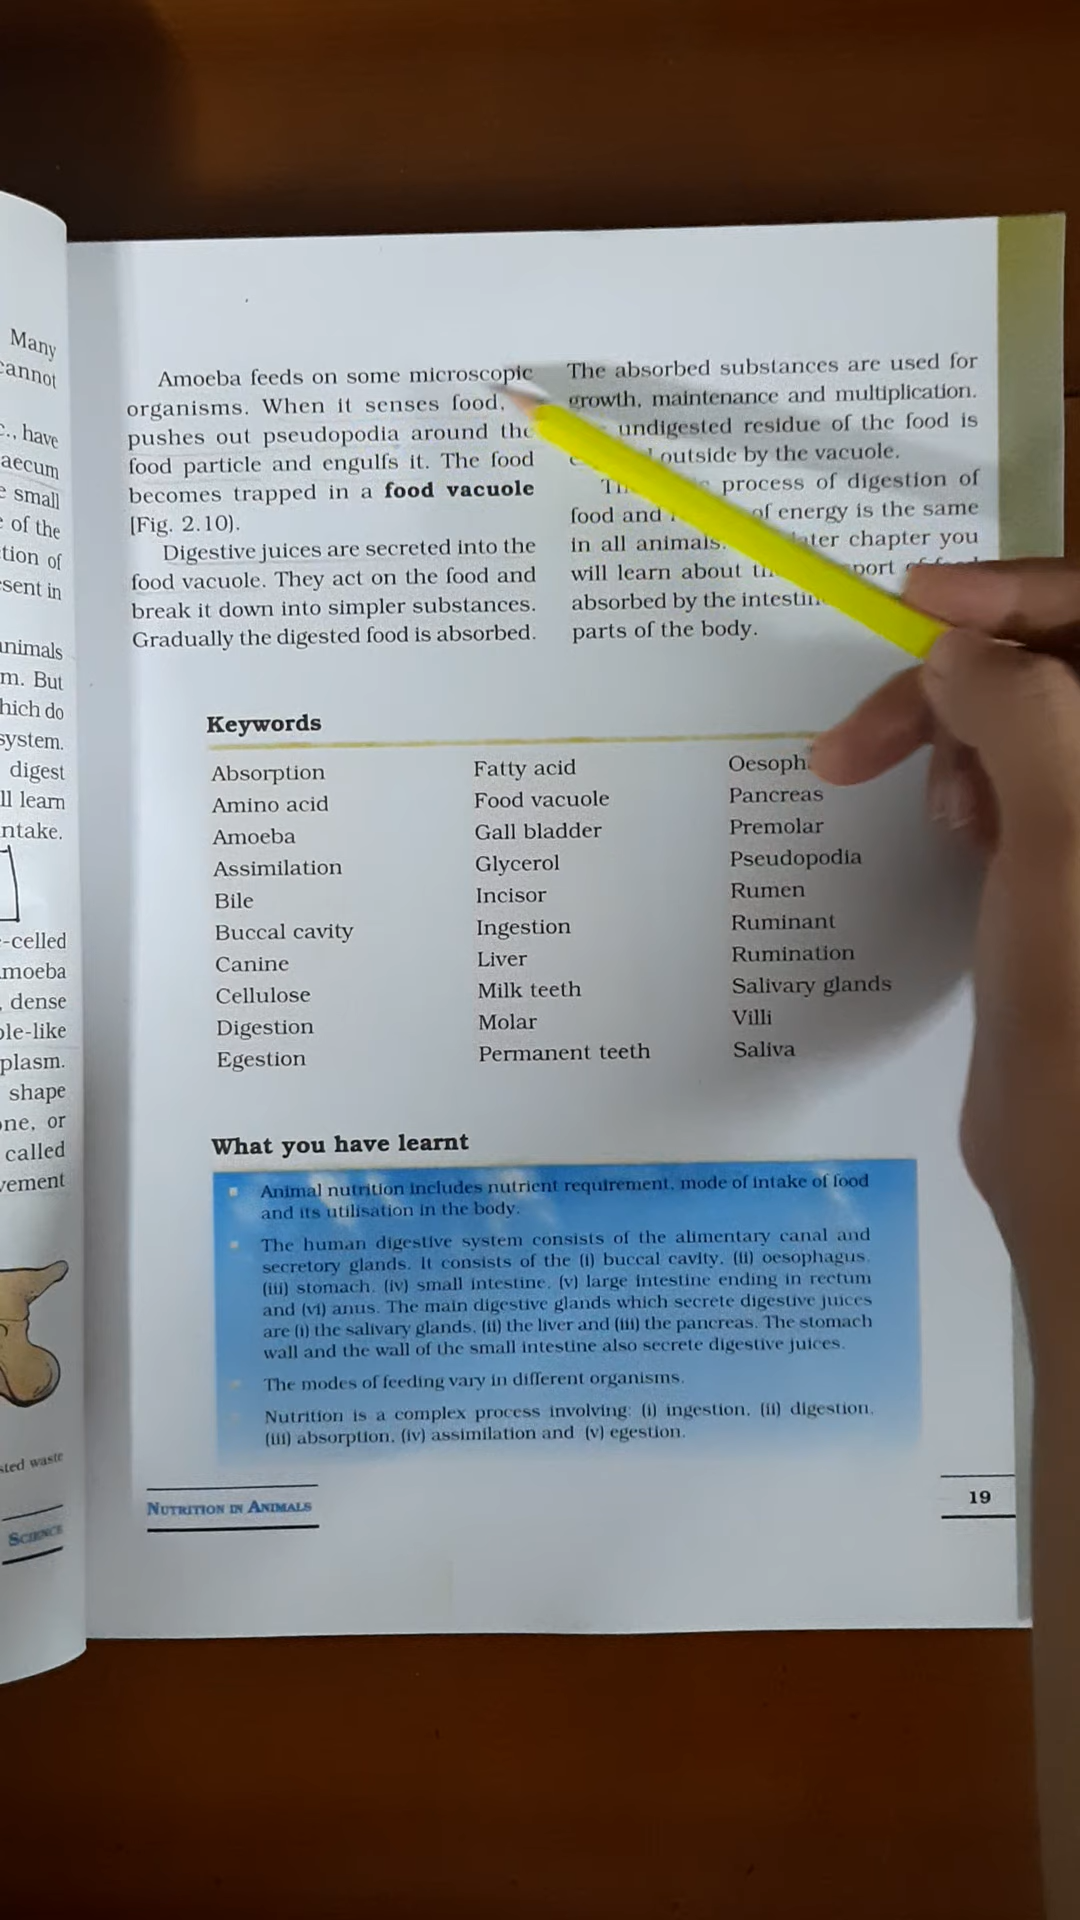 Many
cannot
., have
aecum
small
of the
tion of
sent in
nimals
m. But
hich do
system.
digest
ll learn
ntake.
-celled
moeba
, dense
ole-like
plasm.
shape
one, or
called
vement
sted waste
SCIENCE
Amoeba feeds on some microscopic
organisms. When it senses food,
pushes out pseudopodia around the
food particle and engulfs it. The food
becomes trapped in a food vacuole
[Fig. 2.10].
Digestive juices are secreted into the
food vacuole. They act on the food and
break it down into simpler substances.
Gradually the digested food is absorbed.
The absorbed substances are used for
growth, maintenance and multiplication.
undigested residue of the food is
outside by the vacuole.
process of digestion of
food and of energy is the same
in all animals. later chapter you
will learn about
absorbed by the
parts of the body.
Keywords
Absorption
Amino acid
Amoeba
Assimilation
Bile
Buccal cavity
Canine
Cellulose
Digestion
Egestion
Fatty acid
Food vacuole
Gall bladder
Glycerol
Incisor
Ingestion
Liver
Milk teeth
Molar
Permanent teeth
Oesoph
Pancreas
Premolar
Pseudopodia
Rumen
Ruminant
Rumination
Salivary glands
Villi
Saliva
What you have learnt
Animal nutrition includes nutrient requirement, mode of intake of food
and its utilisation in the body.
The human digestive system consists of the alimentary canal and
secretory glands. It consists of the (i) buccal cavity, (ii) oesophagus,
(iii) stomach, (iv) small intestine, (v) large intestine ending in rectum
and (vi) anus. The main digestive glands which secrete digestive juices
are (i) the salivary glands, (ii) the liver and (iii) the pancreas. The stomach
wall and the wall of the small intestine also secrete digestive juices.
The modes of feeding vary in different organisms.
Nutrition is a complex process involving: (i) ingestion, (ii) digestion,
(iii) absorption, (iv) assimilation and (v) egestion.
NUTRITION IN ANIMALS
19